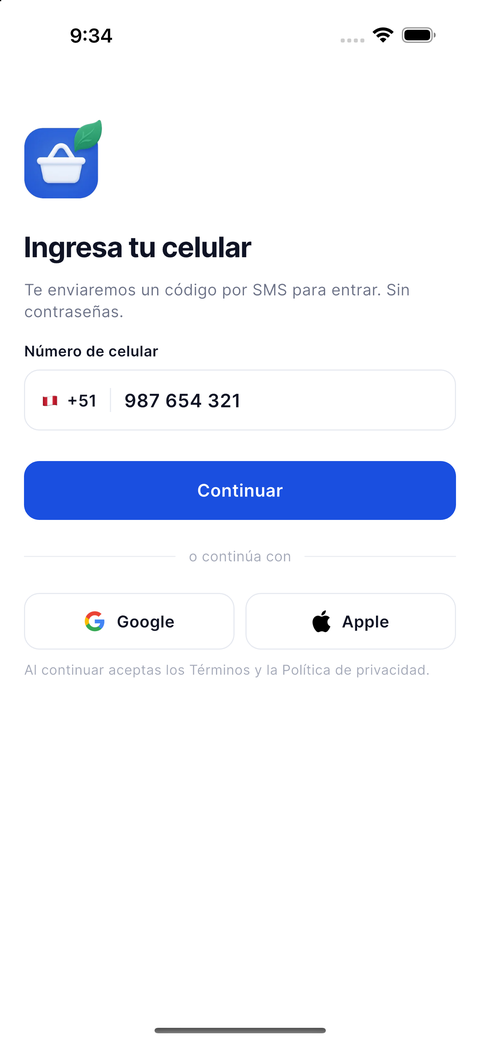 9:34
Ingresa tu celular
Te enviaremos un código por SMS para entrar. Sin
contraseñas.
Número de celular
+51 987 654 321
Continuar
o continúa con
Google Apple
Al continuar aceptas los Términos y la Política de privacidad.